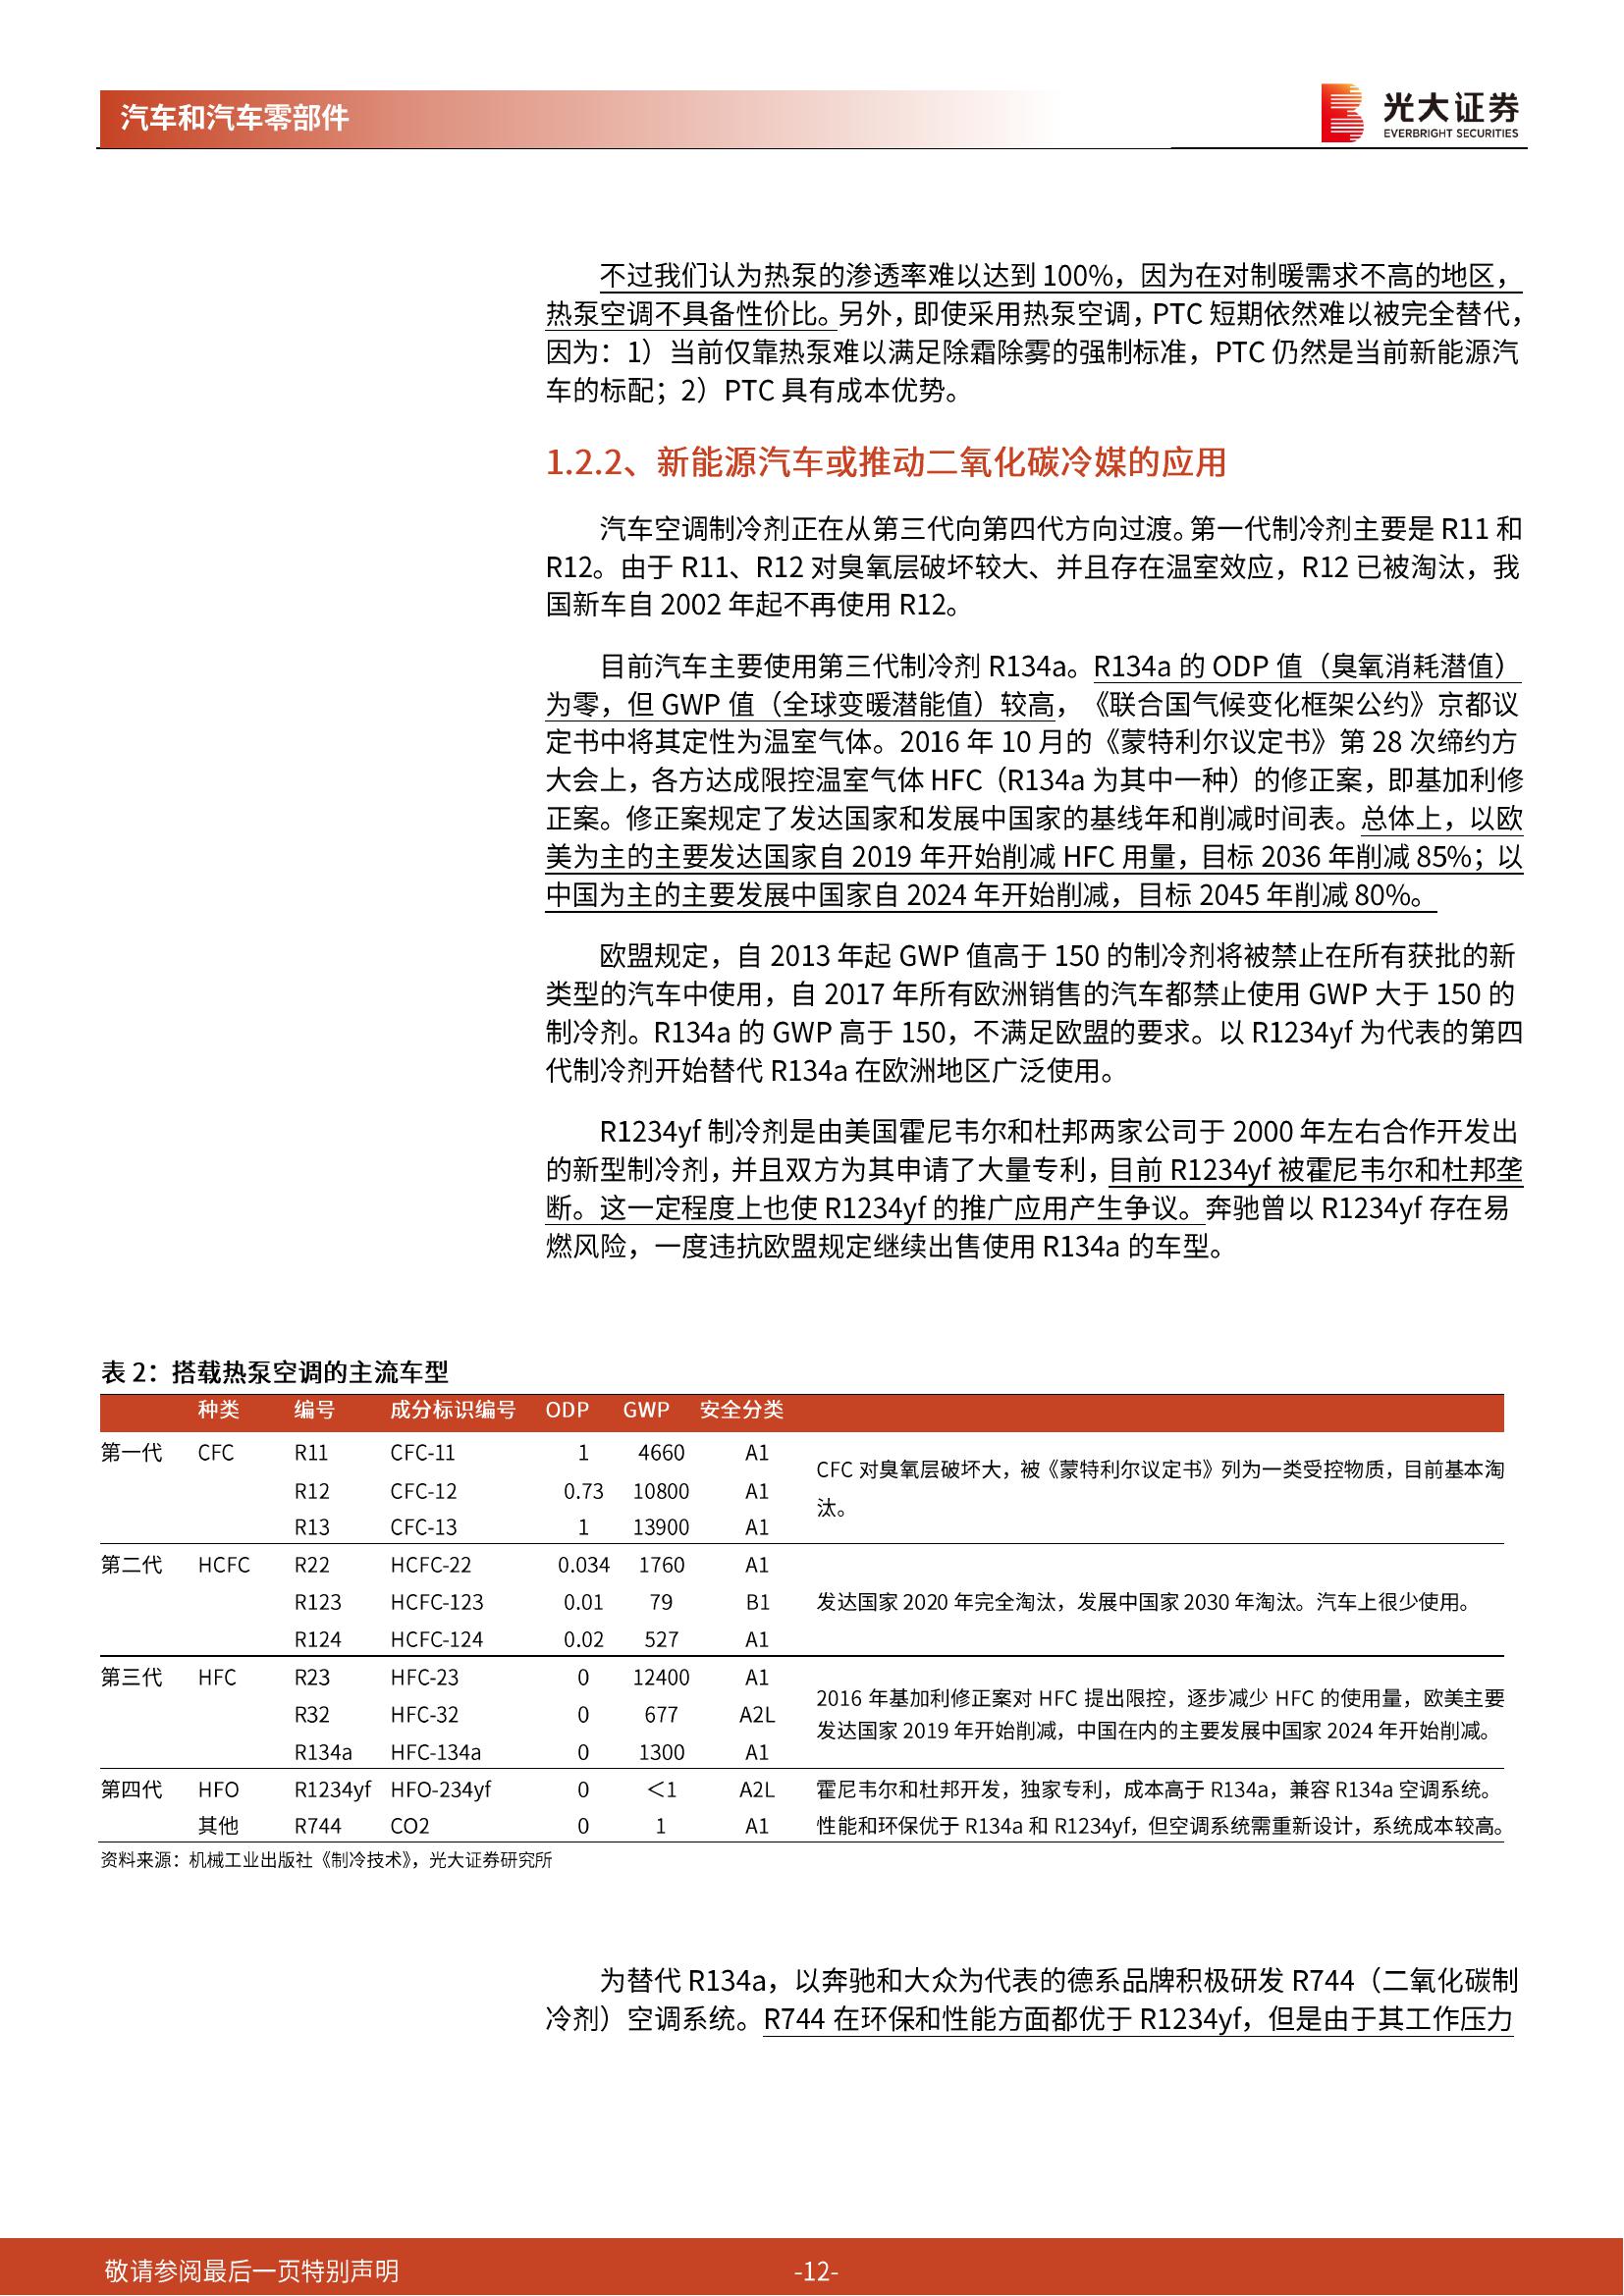 汽车和汽车零部件
光大证券
EVERBRIGHT SECURITIES
不过我们认为热泵的渗透率难以达到 100%，因为在对制暖需求不高的地区，
热泵空调不具备性价比。另外，即使采用热泵空调，PTC 短期依然难以被完全替代，
因为：1）当前仅靠热泵难以满足除霜除雾的强制标准，PTC 仍然是当前新能源汽
车的标配；2）PTC 具有成本优势。
1.2.2、新能源汽车或推动二氧化碳冷媒的应用
汽车空调制冷剂正在从第三代向第四代方向过渡。第一代制冷剂主要是 R11 和
R12。由于 R11、R12 对臭氧层破坏较大、并且存在温室效应，R12 已被淘汰，我
国新车自 2002 年起不再使用 R12。
目前汽车主要使用第三代制冷剂 R134a。R134a 的 ODP 值（臭氧消耗潜值）
为零，但 GWP 值（全球变暖潜能值）较高，《联合国气候变化框架公约》京都议
定书中将其定性为温室气体。2016 年 10 月的《蒙特利尔议定书》第 28 次缔约方
大会上，各方达成限控温室气体 HFC（R134a 为其中一种）的修正案，即基加利修
正案。修正案规定了发达国家和发展中国家的基线年和削减时间表。总体上，以欧
美为主的主要发达国家自 2019 年开始削减 HFC 用量，目标 2036 年削减 85%；以
中国为主的主要发展中国家自 2024 年开始削减，目标 2045 年削减 80%。
欧盟规定，自 2013 年起 GWP 值高于 150 的制冷剂将被禁止在所有获批的新
类型的汽车中使用，自 2017 年所有欧洲销售的汽车都禁止使用 GWP 大于 150 的
制冷剂。R134a 的 GWP 高于 150，不满足欧盟的要求。以 R1234yf 为代表的第四
代制冷剂开始替代 R134a 在欧洲地区广泛使用。
R1234yf 制冷剂是由美国霍尼韦尔和杜邦两家公司于 2000 年左右合作开发出
的新型制冷剂，并且双方为其申请了大量专利，目前 R1234yf 被霍尼韦尔和杜邦垄
断。这一定程度上也使 R1234yf 的推广应用产生争议。奔驰曾以 R1234yf 存在易
燃风险，一度违抗欧盟规定继续出售使用 R134a 的车型。
表 2：搭载热泵空调的主流车型
种类 编号 成分标识编号 ODP GWP 安全分类
第一代 CFC R11 CFC-11 1 4660 A1
R12 CFC-12 0.73 10800 A1
R13 CFC-13 1 13900 A1
CFC 对臭氧层破坏大，被《蒙特利尔议定书》列为一类受控物质，目前基本淘
汰。
第二代 HCFC R22 HCFC-22 0.034 1760 A1
R123 HCFC-123 0.01 79 B1 发达国家 2020 年完全淘汰，发展中国家 2030 年淘汰。汽车上很少使用。
R124 HCFC-124 0.02 527 A1
第三代 HFC R23 HFC-23 0 12400 A1
R32 HFC-32 0 677 A2L
R134a HFC-134a 0 1300 A1
2016 年基加利修正案对 HFC 提出限控，逐步减少 HFC 的使用量，欧美主要
发达国家 2019 年开始削减，中国在内的主要发展中国家 2024 年开始削减。
第四代 HFO R1234yf HFO-234yf 0 ＜1 A2L 霍尼韦尔和杜邦开发，独家专利，成本高于 R134a，兼容 R134a 空调系统。
其他 R744 CO2 0 1 A1 性能和环保优于 R134a 和 R1234yf，但空调系统需重新设计，系统成本较高。
资料来源：机械工业出版社《制冷技术》，光大证券研究所
为替代 R134a，以奔驰和大众为代表的德系品牌积极研发 R744（二氧化碳制
冷剂）空调系统。R744 在环保和性能方面都优于 R1234yf，但是由于其工作压力
敬请参阅最后一页特别声明
-12-